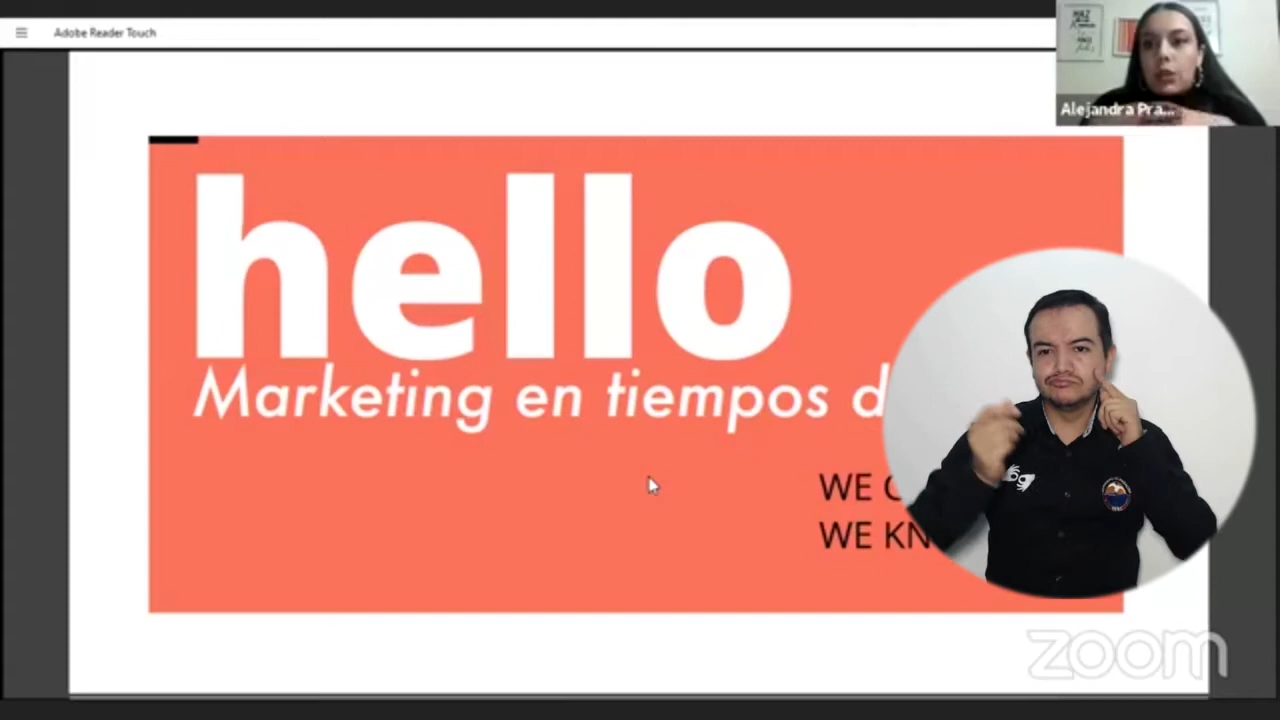 Adobe Reader Touch
Alejandra Pra...
hello
Marketing en tiempos d
WE
WE KN
zoom